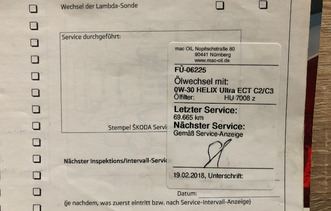 Wechsel der Lambda-Sonde
Service durchgeführt:
mac OIL Nopitschstraße 80
90441 Nürnberg
www.mac-oil.de
FÜ-06225
Ölwechsel mit:
0W-30 HELIX Ultra ECT C2/C3
Ölfilter: HU 7008 z
Letzter Service:
69.665 km
Nächster Service:
Gemäß Service-Anzeige
Stempel ŠKODA Servi
Nächster Inspektions/Intervall-Servic
19.02.2018, Unterschrift:
Datum:
(je nachdem, was zuerst eintritt bzw. nach Service-Intervall-Anzeige)